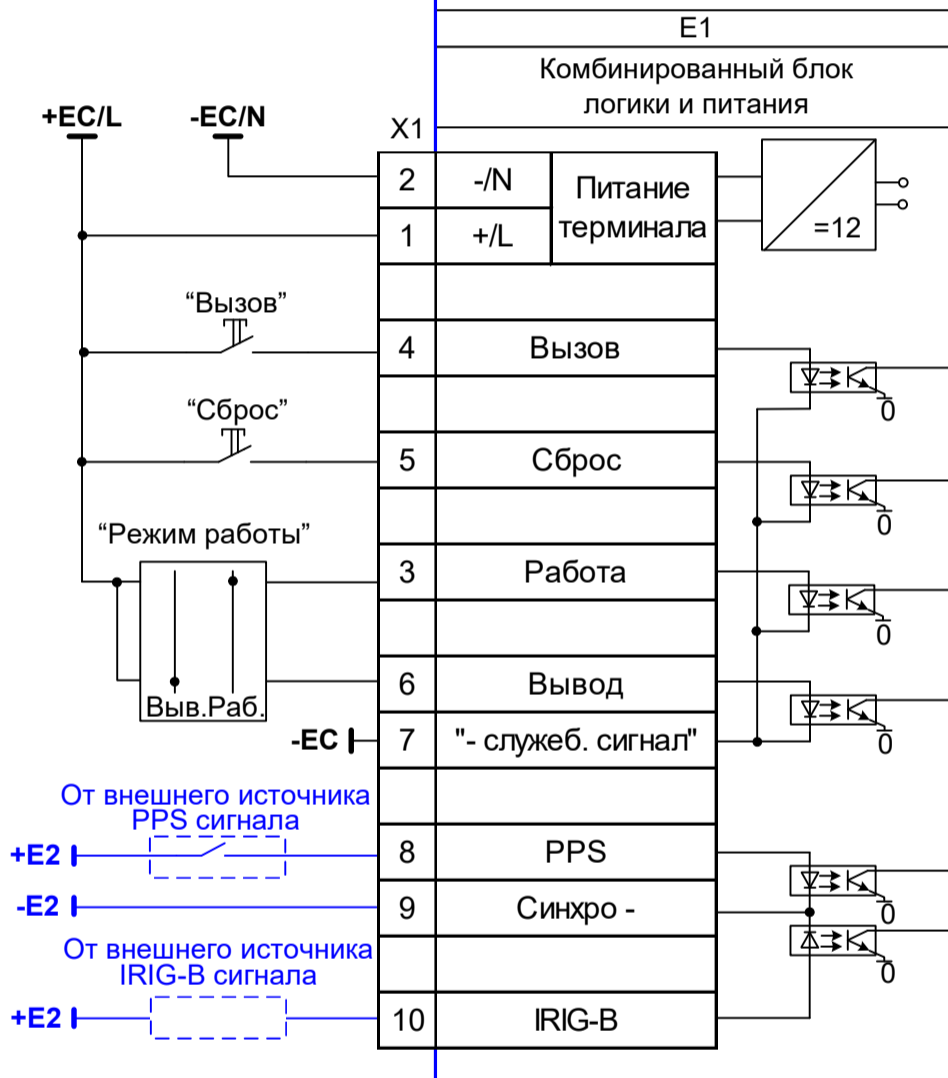 E1
Комбинированный блок
логики и питания
+EC/L
-EC/N
X1
2
-/N
Питание
терминала
1
+/L
=12
“Вызов”
4
Вызов
0
“Сброс”
5
Сброс
0
“Режим работы”
3
Работа
0
Выв.Раб.
6
Вывод
0
-EC
7
"- служеб. сигнал"
От внешнего источника
PPS сигнала
+E2
8
PPS
0
-E2
9
Синхро -
От внешнего источника
IRIG-B сигнала
0
+E2
10
IRIG-B